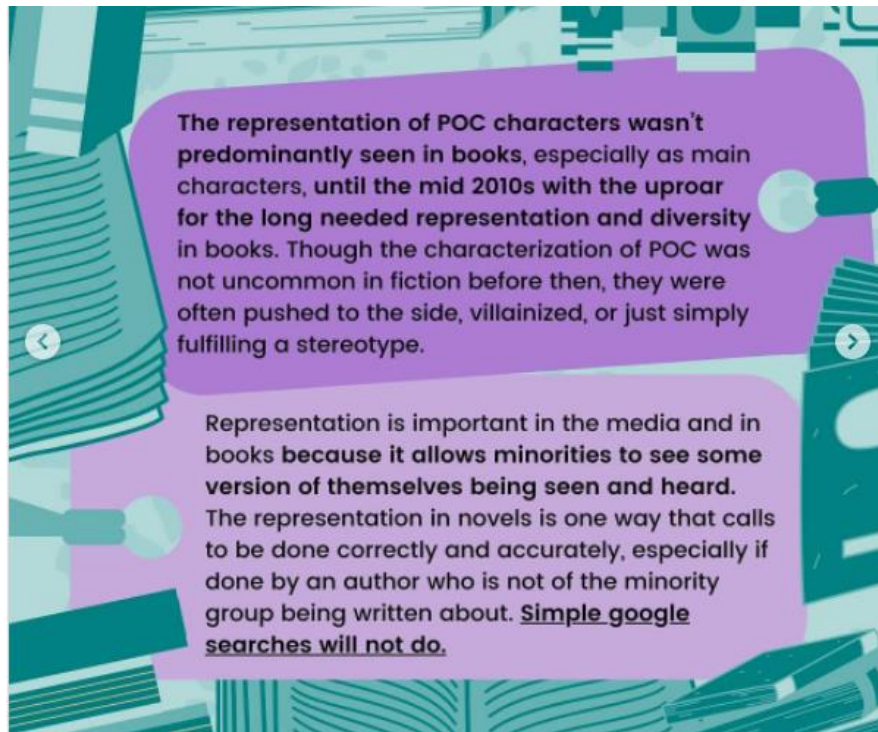 The representation of POC characters wasn't
predominantly seen in books, especially as main
characters, until the mid 2010s with the uproar
for the long needed representation and diversity
in books. Though the characterization of POC was
not uncommon in fiction before then, they were
often pushed to the side, villainized, or just simply
fulfilling a stereotype.
Representation is important in the media and in
books because it allows minorities to see some
version of themselves being seen and heard.
The representation in novels is one way that calls
to be done correctly and accurately, especially if
done by an author who is not of the minority
group being written about. Simple google
searches will not do.